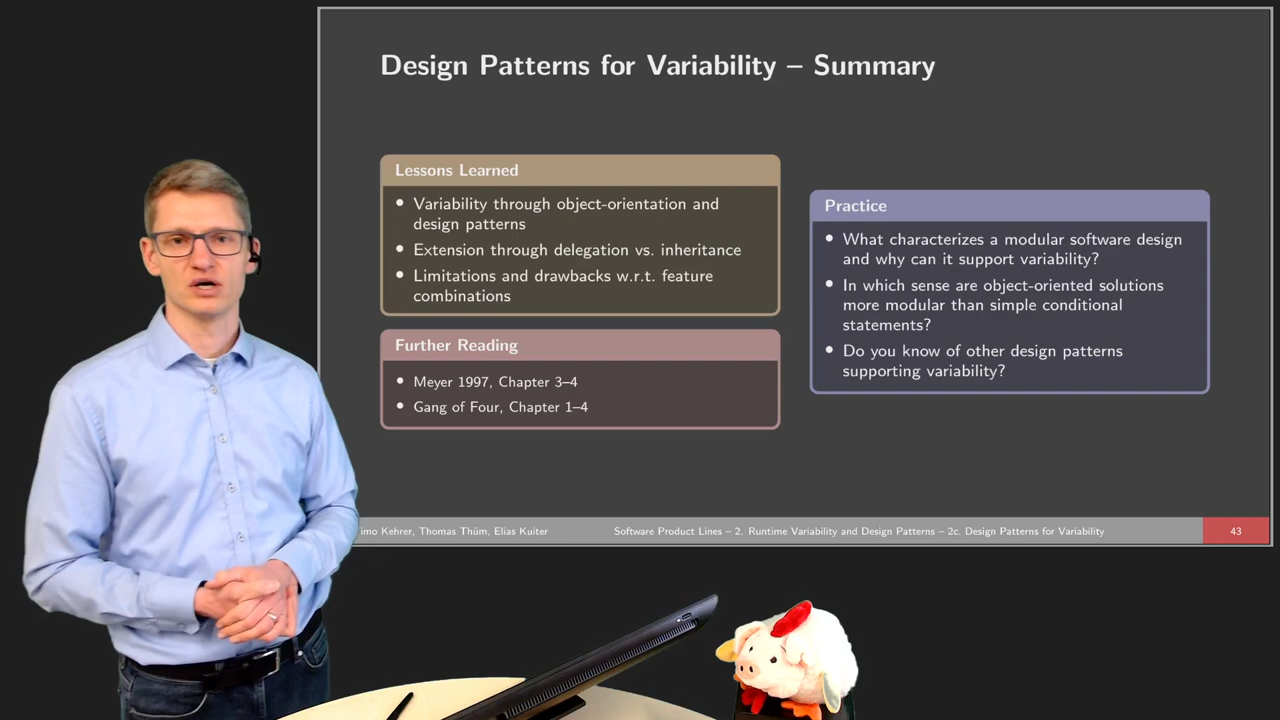 Design Patterns for Variability – Summary
Lessons Learned
• Variability through object-orientation and
design patterns
• Extension through delegation vs. inheritance
• Limitations and drawbacks w.r.t. feature
combinations
Further Reading
• Meyer 1997, Chapter 3–4
• Gang of Four, Chapter 1–4
Practice
• What characterizes a modular software design
and why can it support variability?
• In which sense are object-oriented solutions
more modular than simple conditional
statements?
• Do you know of other design patterns
supporting variability?
imo Kehrer, Thomas Thüm, Elias Kuiter
Software Product Lines – 2. Runtime Variability and Design Patterns – 2c. Design Patterns for Variability
43